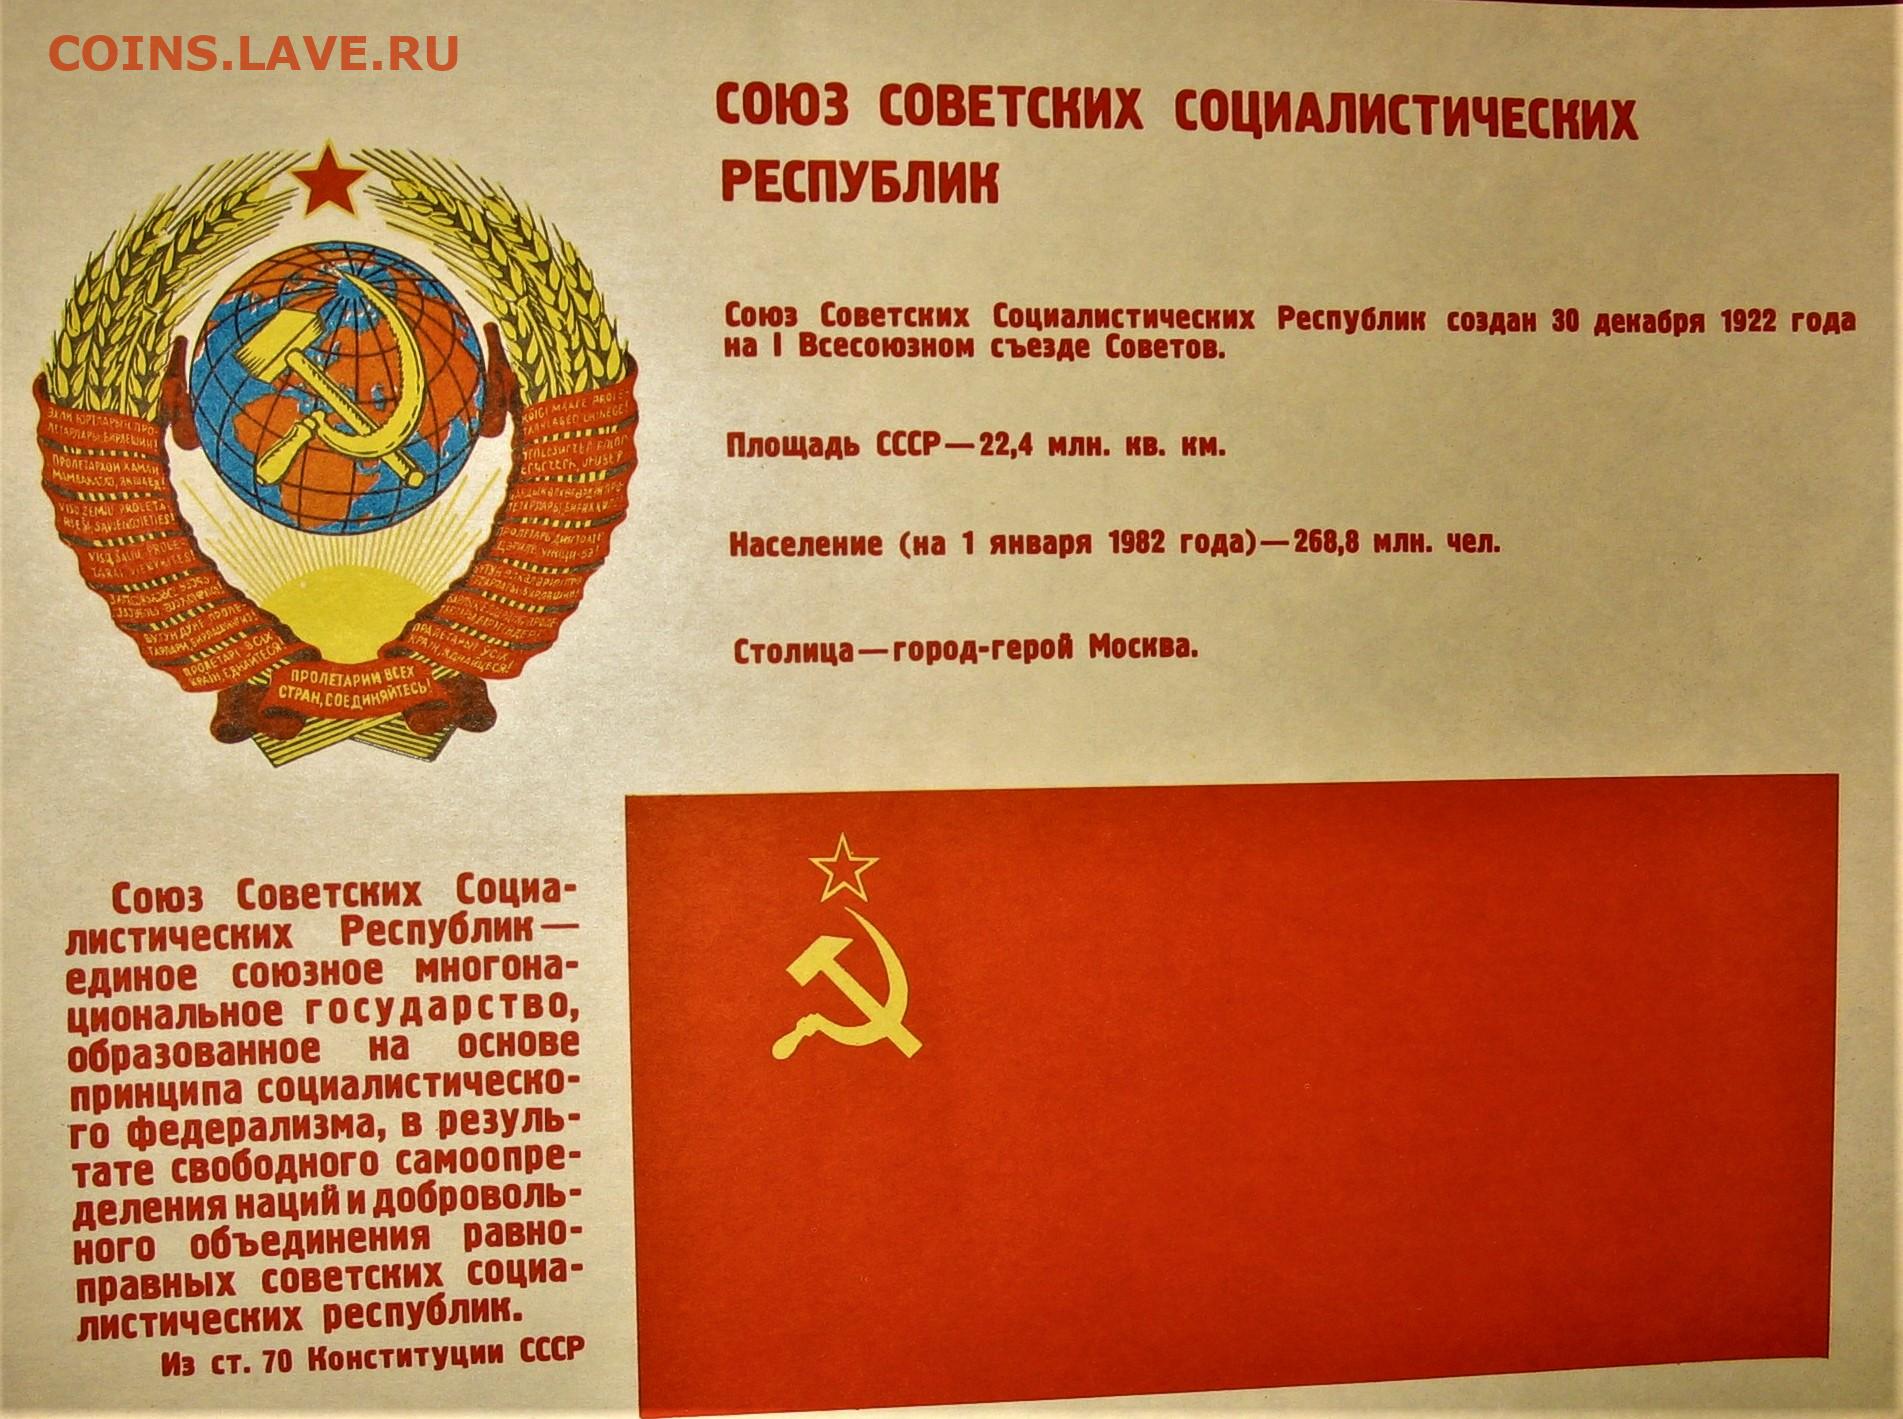 COINS.LAVE.RU
СОЮЗ СОВЕТСКИХ СОЦИАЛИСТИЧЕСКИХ
РЕСПУБЛИК
Союз Советских Социалистических Республик создан 30 декабря 1922 года
на I Всесоюзном съезде Советов.
Площадь СССР—22,4 млн. кв. км.
Население (на 1 января 1982 года)—268,8 млн. чел.
Столица—город-герой Москва.
ПРОЛЕТАРИИ ВСЕХ
СТРАН, СОЕДИНЯЙТЕСЬ!
Союз Советских Социа-
листических Республик—
единое союзное многона-
циональное государство,
образованное на основе
принципа социалистическо-
го федерализма, в резуль-
тате свободного самоопре-
деления наций и доброволь-
ного объединения равно-
правных советских социа-
листических республик.
Из ст. 70 Конституции СССР